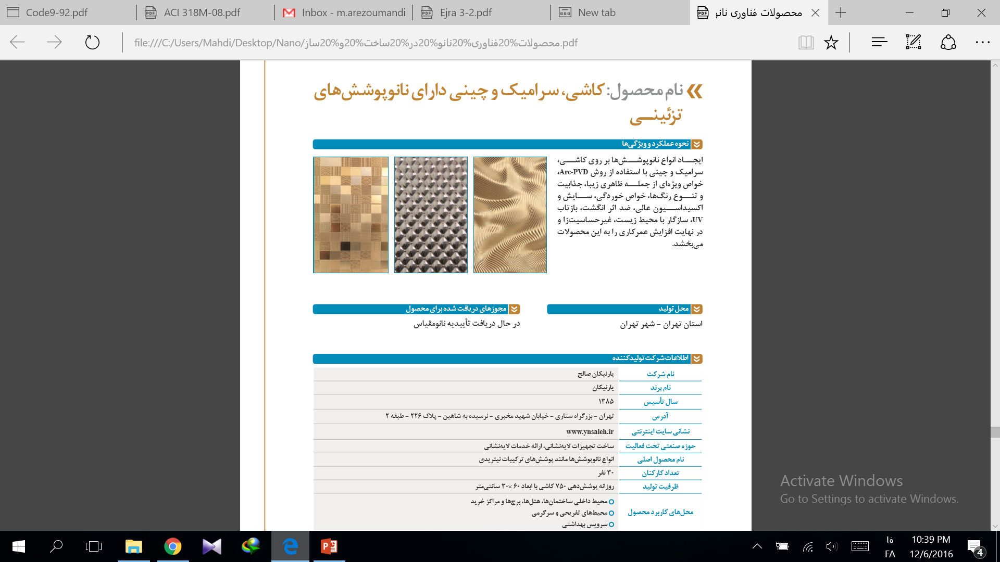 Code9-92.pdf
ACI 318M-08.pdf
Inbox - m.arezoumandi
Ejra 3-2.pdf
New tab
محصولات فناوری نانو
file:///C:/Users/Mahdi/Desktop/Nano/محصولات%20فناوری%20نانو%20در%20ساخت%20و%20ساز.pdf
نام محصول: کاشی، سرامیک و چینی دارای نانوپوشش‌های
تزئینـــی
نحوه عملکرد و ویژگی‌ها
ایجـــاد انواع نانوپوشـــش‌ها بر روی کاشـــی،
سرامیک و چینی با استفاده از روش Arc-PVD،
خواص ویژه‌ای از جملـــه ظاهری زیبا، جذابیت
و تنـــوع رنگ‌ها، خواص خوردگی، ســـایش و
اکسیداســـیون عالی، ضد اثر انگشت، بازتاب
UV، سازگار با محیط زیست، غیرحساسیت‌زا و
در نهایت افزایش عمرکاری را به این محصولات
می‌بخشد.
محل تولید
استان تهران - شهر تهران
مجوزهای دریافت شده برای محصول
در حال دریافت تأییدیه نانومقیاس
اطلاعات شرکت تولیدکننده
نام شرکت یارنیکان صالح
نام برند یارنیکان
سال تأسیس ۱۳۸۵
آدرس تهران - بزرگراه ستاری - خیابان شهید مخبری - نرسیده به شاهین - پلاک ۲۲۶ - طبقه ۲
نشانی سایت اینترنتی www.ynsaleh.ir
حوزه صنعتی تحت فعالیت ساخت تجهیزات لایه‌نشانی، ارائه خدمات لایه‌نشانی
نام محصول اصلی انواع نانوپوشش‌ها مانند پوشش‌های ترکیبات نیتریدی
تعداد کارکنان ۳۰ نفر
ظرفیت تولید روزانه پوشش‌دهی ۷۵۰ کاشی با ابعاد ۶۰ ×۳۰ سانتی‌متر
محل‌های کاربرد محصول
محیط داخلی ساختمان‌ها، هتل‌ها، برج‌ها و مراکز خرید
محیط‌های تفریحی و سرگرمی
سرویس بهداشتی
Activate Windows
Go to Settings to activate Windows.
فا
FA
10:39 PM
12/6/2016
4